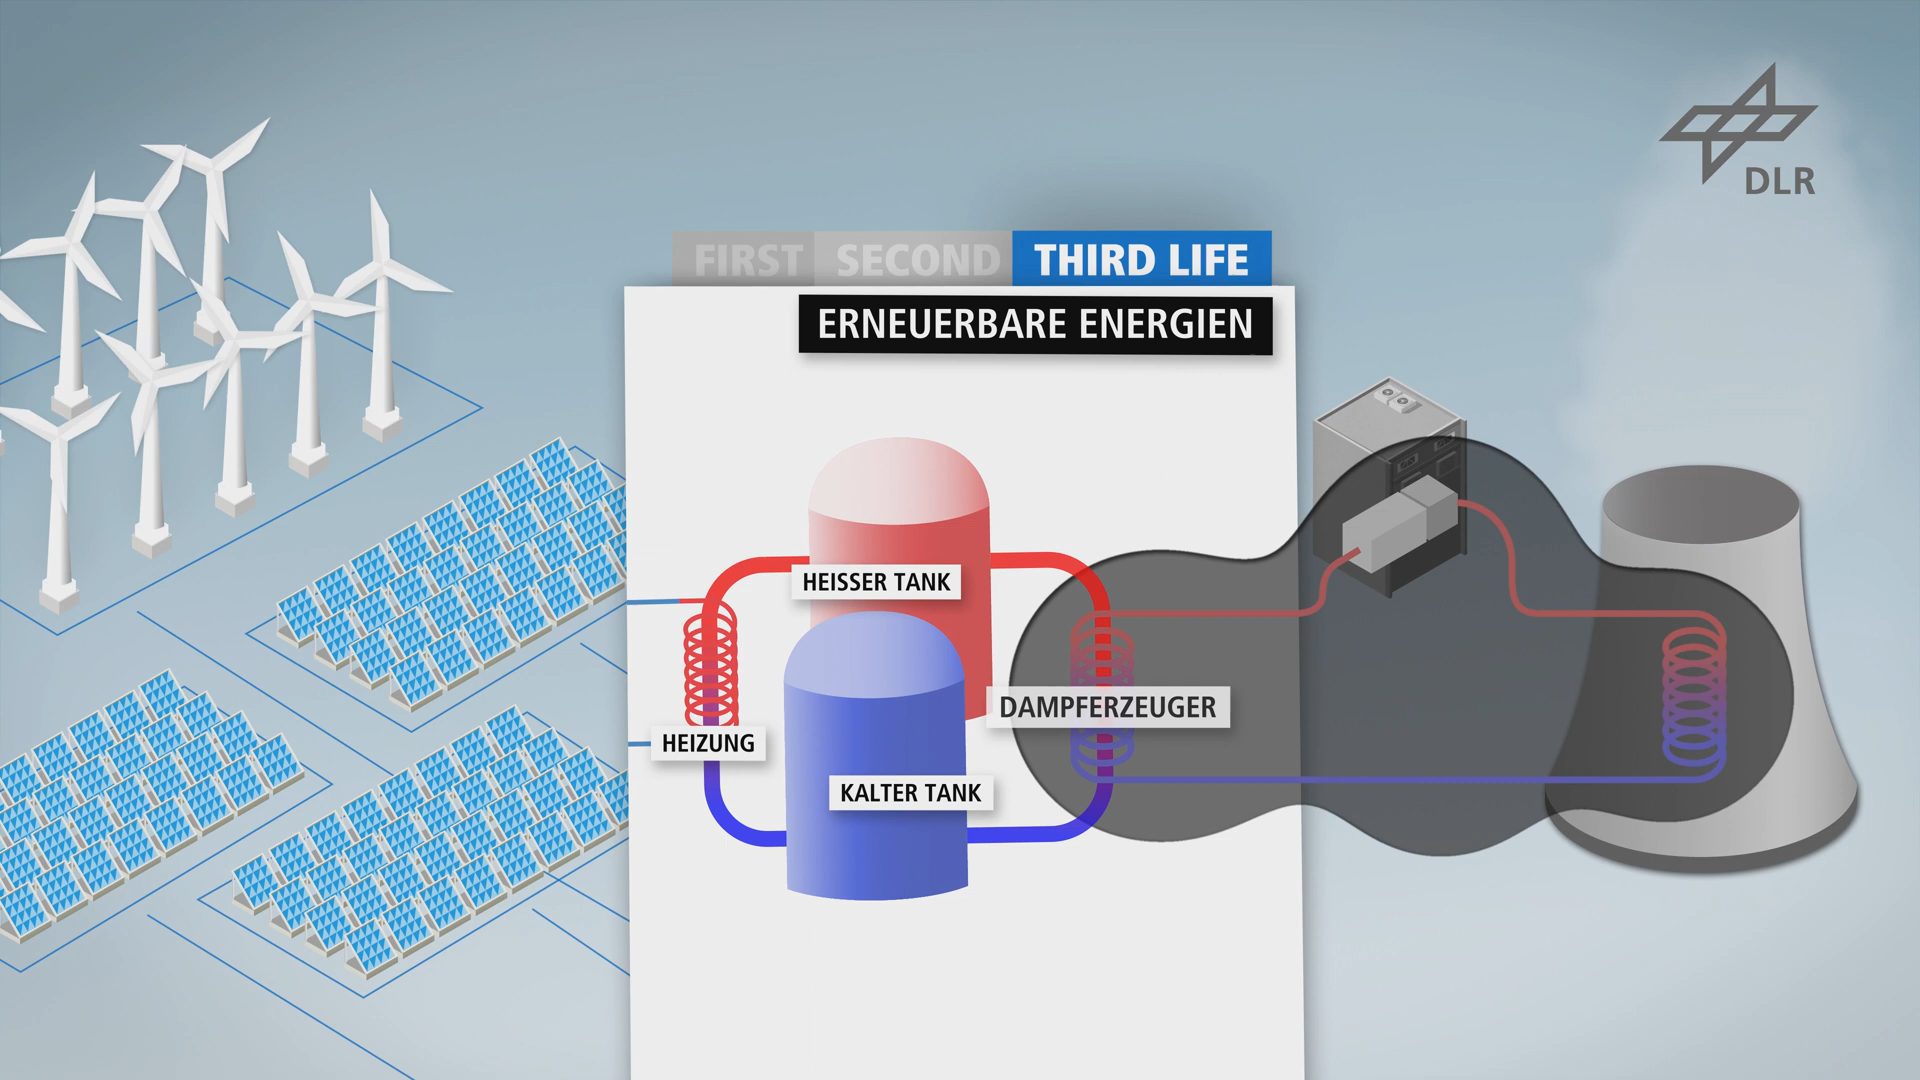 DLR
FIRST SECOND THIRD LIFE
ERNEUERBARE ENERGIEN
HEISSER TANK
DAMPFERZEUGER
HEIZUNG
KALTER TANK